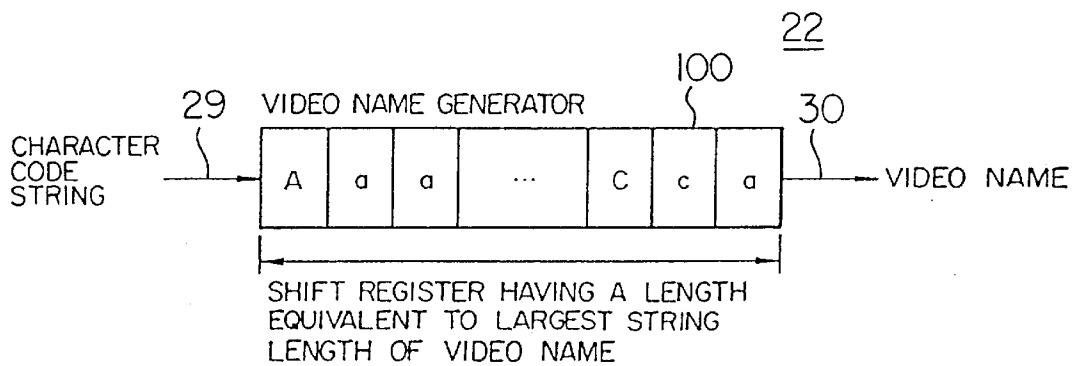 22
100
29
VIDEO NAME GENERATOR
30
CHARACTER
CODE
STRING
A a a ... C c a
VIDEO NAME
SHIFT REGISTER HAVING A LENGTH
EQUIVALENT TO LARGEST STRING
LENGTH OF VIDEO NAME